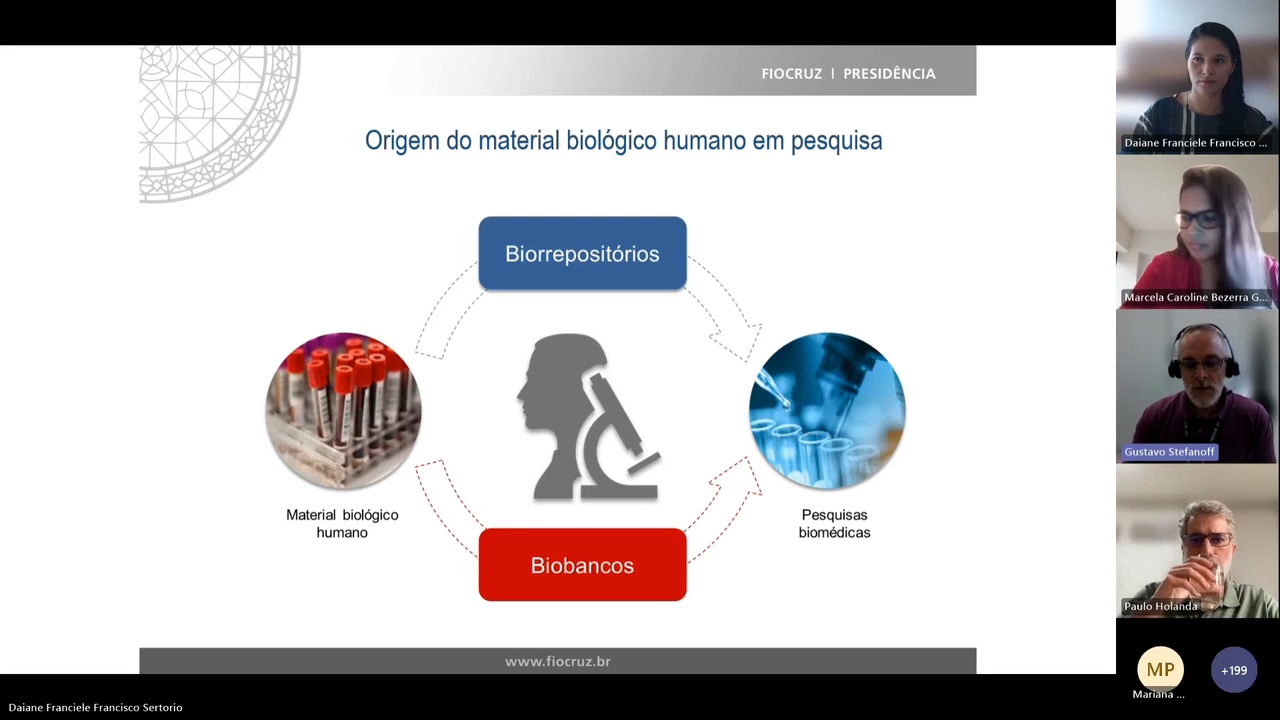 FIOCRUZ | PRESIDÊNCIA
Origem do material biológico humano em pesquisa
Biorrepositórios
Material biológico
humano
Pesquisas
biomédicas
Biobancos
www.fiocruz.br
Daiane Franciele Francisco ...
Marcela Caroline Bezerra G...
Gustavo Stefanoff
Paulo Holanda
MP
+199
Mariana ...
Daiane Franciele Francisco Sertorio